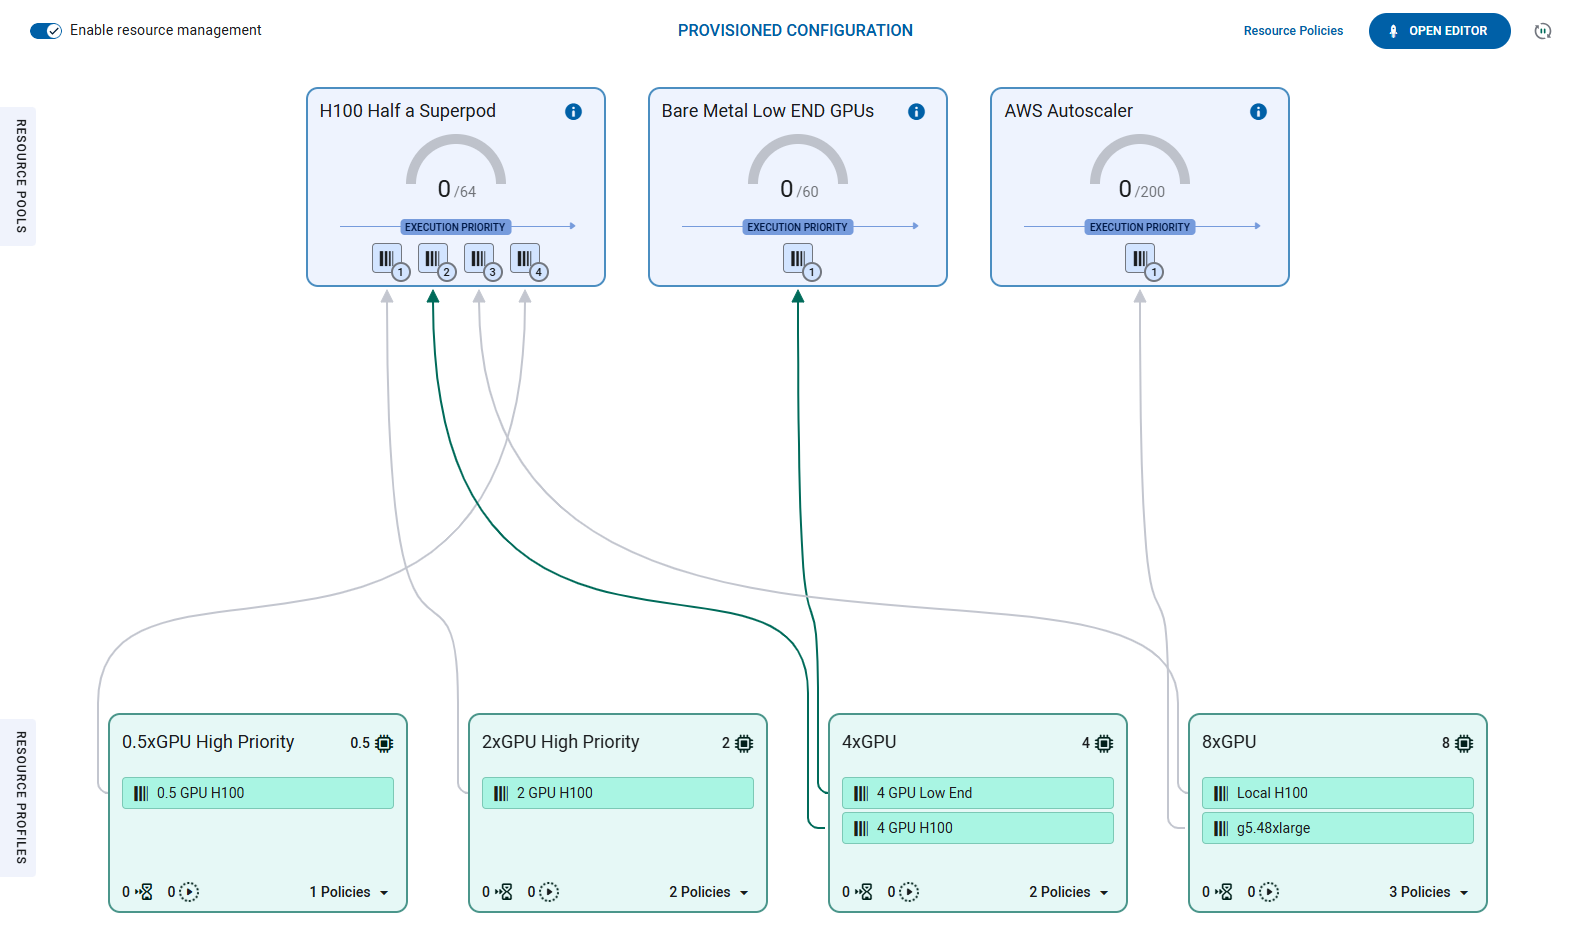 Enable resource management
PROVISIONED CONFIGURATION
Resource Policies
OPEN EDITOR
RESOURCE POOLS
H100 Half a Superpod
0 /64
EXECUTION PRIORITY
1 2 3 4
Bare Metal Low END GPUs
0 /60
EXECUTION PRIORITY
1
AWS Autoscaler
0 /200
EXECUTION PRIORITY
1
RESOURCE PROFILES
0.5xGPU High Priority 0.5
0.5 GPU H100
0 0 1 Policies
2xGPU High Priority 2
2 GPU H100
0 0 2 Policies
4xGPU 4
4 GPU Low End
4 GPU H100
0 0 2 Policies
8xGPU 8
Local H100
g5.48xlarge
0 0 3 Policies